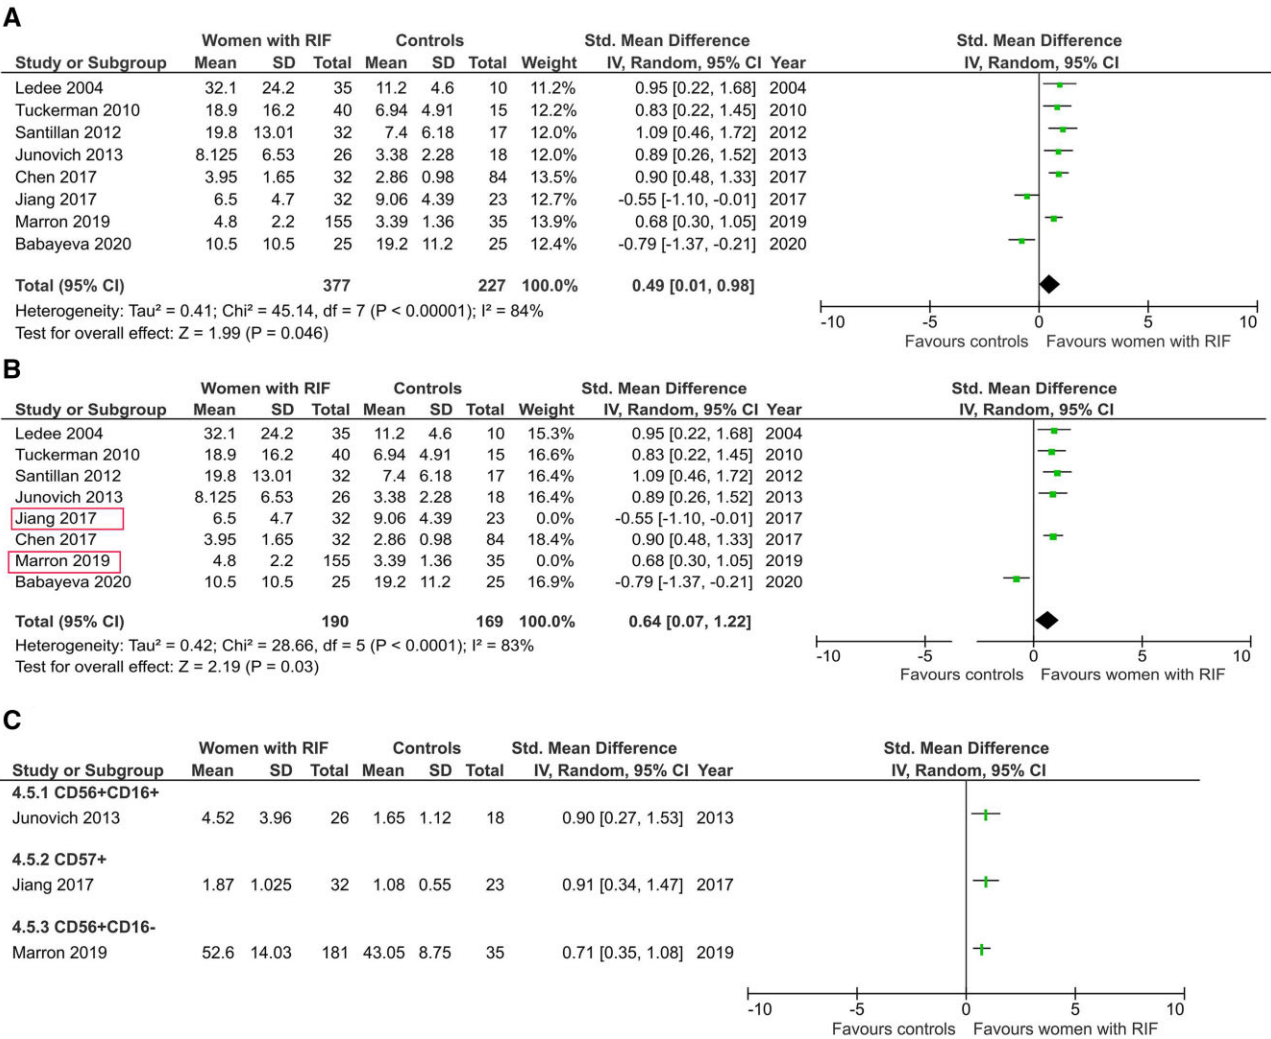 A
Women with RIF Controls Std. Mean Difference Std. Mean Difference
Study or Subgroup Mean SD Total Mean SD Total Weight IV, Random, 95% CI Year IV, Random, 95% CI
Ledee 2004 32.1 24.2 35 11.2 4.6 10 11.2% 0.95 [0.22, 1.68] 2004
Tuckerman 2010 18.9 16.2 40 6.94 4.91 15 12.2% 0.83 [0.22, 1.45] 2010
Santillan 2012 19.8 13.01 32 7.4 6.18 17 12.0% 1.09 [0.46, 1.72] 2012
Junovich 2013 8.125 6.53 26 3.38 2.28 18 12.0% 0.89 [0.26, 1.52] 2013
Chen 2017 3.95 1.65 32 2.86 0.98 84 13.5% 0.90 [0.48, 1.33] 2017
Jiang 2017 6.5 4.7 32 9.06 4.39 23 12.7% -0.55 [-1.10, -0.01] 2017
Marron 2019 4.8 2.2 155 3.39 1.36 35 13.9% 0.68 [0.30, 1.05] 2019
Babayeva 2020 10.5 10.5 25 19.2 11.2 25 12.4% -0.79 [-1.37, -0.21] 2020
Total (95% CI) 377 227 100.0% 0.49 [0.01, 0.98]
Heterogeneity: Tau² = 0.41; Chi² = 45.14, df = 7 (P < 0.00001); I² = 84%
Test for overall effect: Z = 1.99 (P = 0.046)
-10 -5 0 5 10
Favours controls Favours women with RIF
B
Women with RIF Controls Std. Mean Difference Std. Mean Difference
Study or Subgroup Mean SD Total Mean SD Total Weight IV, Random, 95% CI Year IV, Random, 95% CI
Ledee 2004 32.1 24.2 35 11.2 4.6 10 15.3% 0.95 [0.22, 1.68] 2004
Tuckerman 2010 18.9 16.2 40 6.94 4.91 15 16.6% 0.83 [0.22, 1.45] 2010
Santillan 2012 19.8 13.01 32 7.4 6.18 17 16.4% 1.09 [0.46, 1.72] 2012
Junovich 2013 8.125 6.53 26 3.38 2.28 18 16.4% 0.89 [0.26, 1.52] 2013
Jiang 2017 6.5 4.7 32 9.06 4.39 23 0.0% -0.55 [-1.10, -0.01] 2017
Chen 2017 3.95 1.65 32 2.86 0.98 84 18.4% 0.90 [0.48, 1.33] 2017
Marron 2019 4.8 2.2 155 3.39 1.36 35 0.0% 0.68 [0.30, 1.05] 2019
Babayeva 2020 10.5 10.5 25 19.2 11.2 25 16.9% -0.79 [-1.37, -0.21] 2020
Total (95% CI) 190 169 100.0% 0.64 [0.07, 1.22]
Heterogeneity: Tau² = 0.42; Chi² = 28.66, df = 5 (P < 0.0001); I² = 83%
Test for overall effect: Z = 2.19 (P = 0.03)
-10 -5 0 5 10
Favours controls Favours women with RIF
C
Women with RIF Controls Std. Mean Difference Std. Mean Difference
Study or Subgroup Mean SD Total Mean SD Total IV, Random, 95% CI Year IV, Random, 95% CI
4.5.1 CD56+CD16+
Junovich 2013 4.52 3.96 26 1.65 1.12 18 0.90 [0.27, 1.53] 2013
4.5.2 CD57+
Jiang 2017 1.87 1.025 32 1.08 0.55 23 0.91 [0.34, 1.47] 2017
4.5.3 CD56+CD16-
Marron 2019 52.6 14.03 181 43.05 8.75 35 0.71 [0.35, 1.08] 2019
-10 -5 0 5 10
Favours controls Favours women with RIF